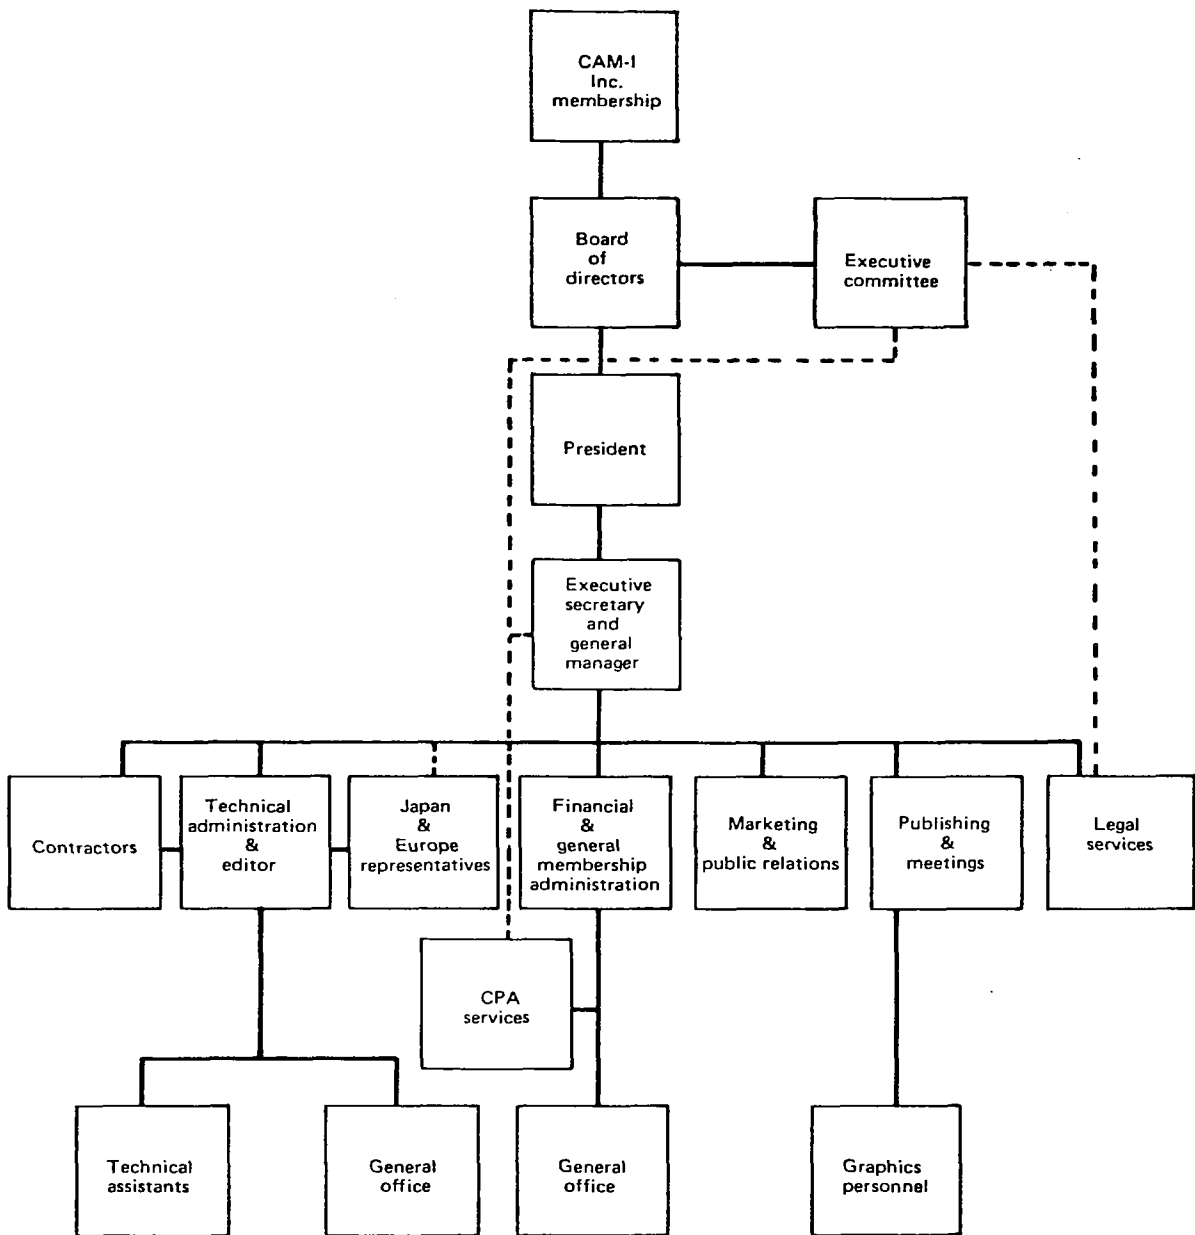 CAM-I
Inc.
membership
Board
of
directors
Executive
committee
President
Executive
secretary
and
general
manager
Contractors
Technical
administration
&
editor
Japan
&
Europe
representatives
Financial
&
general
membership
administration
Marketing
&
public relations
Publishing
&
meetings
Legal
services
CPA
services
Technical
assistants
General
office
General
office
Graphics
personnel